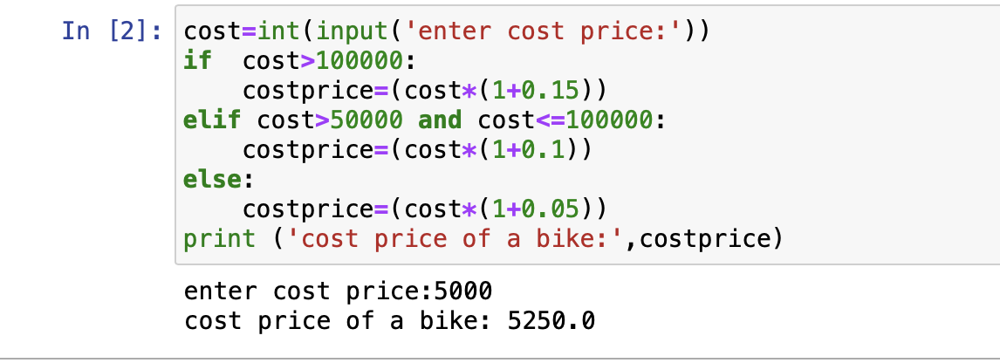 In [2]: cost=int(input('enter cost price:'))
if  cost>100000:
    costprice=(cost*(1+0.15))
elif cost>50000 and cost<=100000:
    costprice=(cost*(1+0.1))
else:
    costprice=(cost*(1+0.05))
print ('cost price of a bike:',costprice)
enter cost price:5000
cost price of a bike: 5250.0